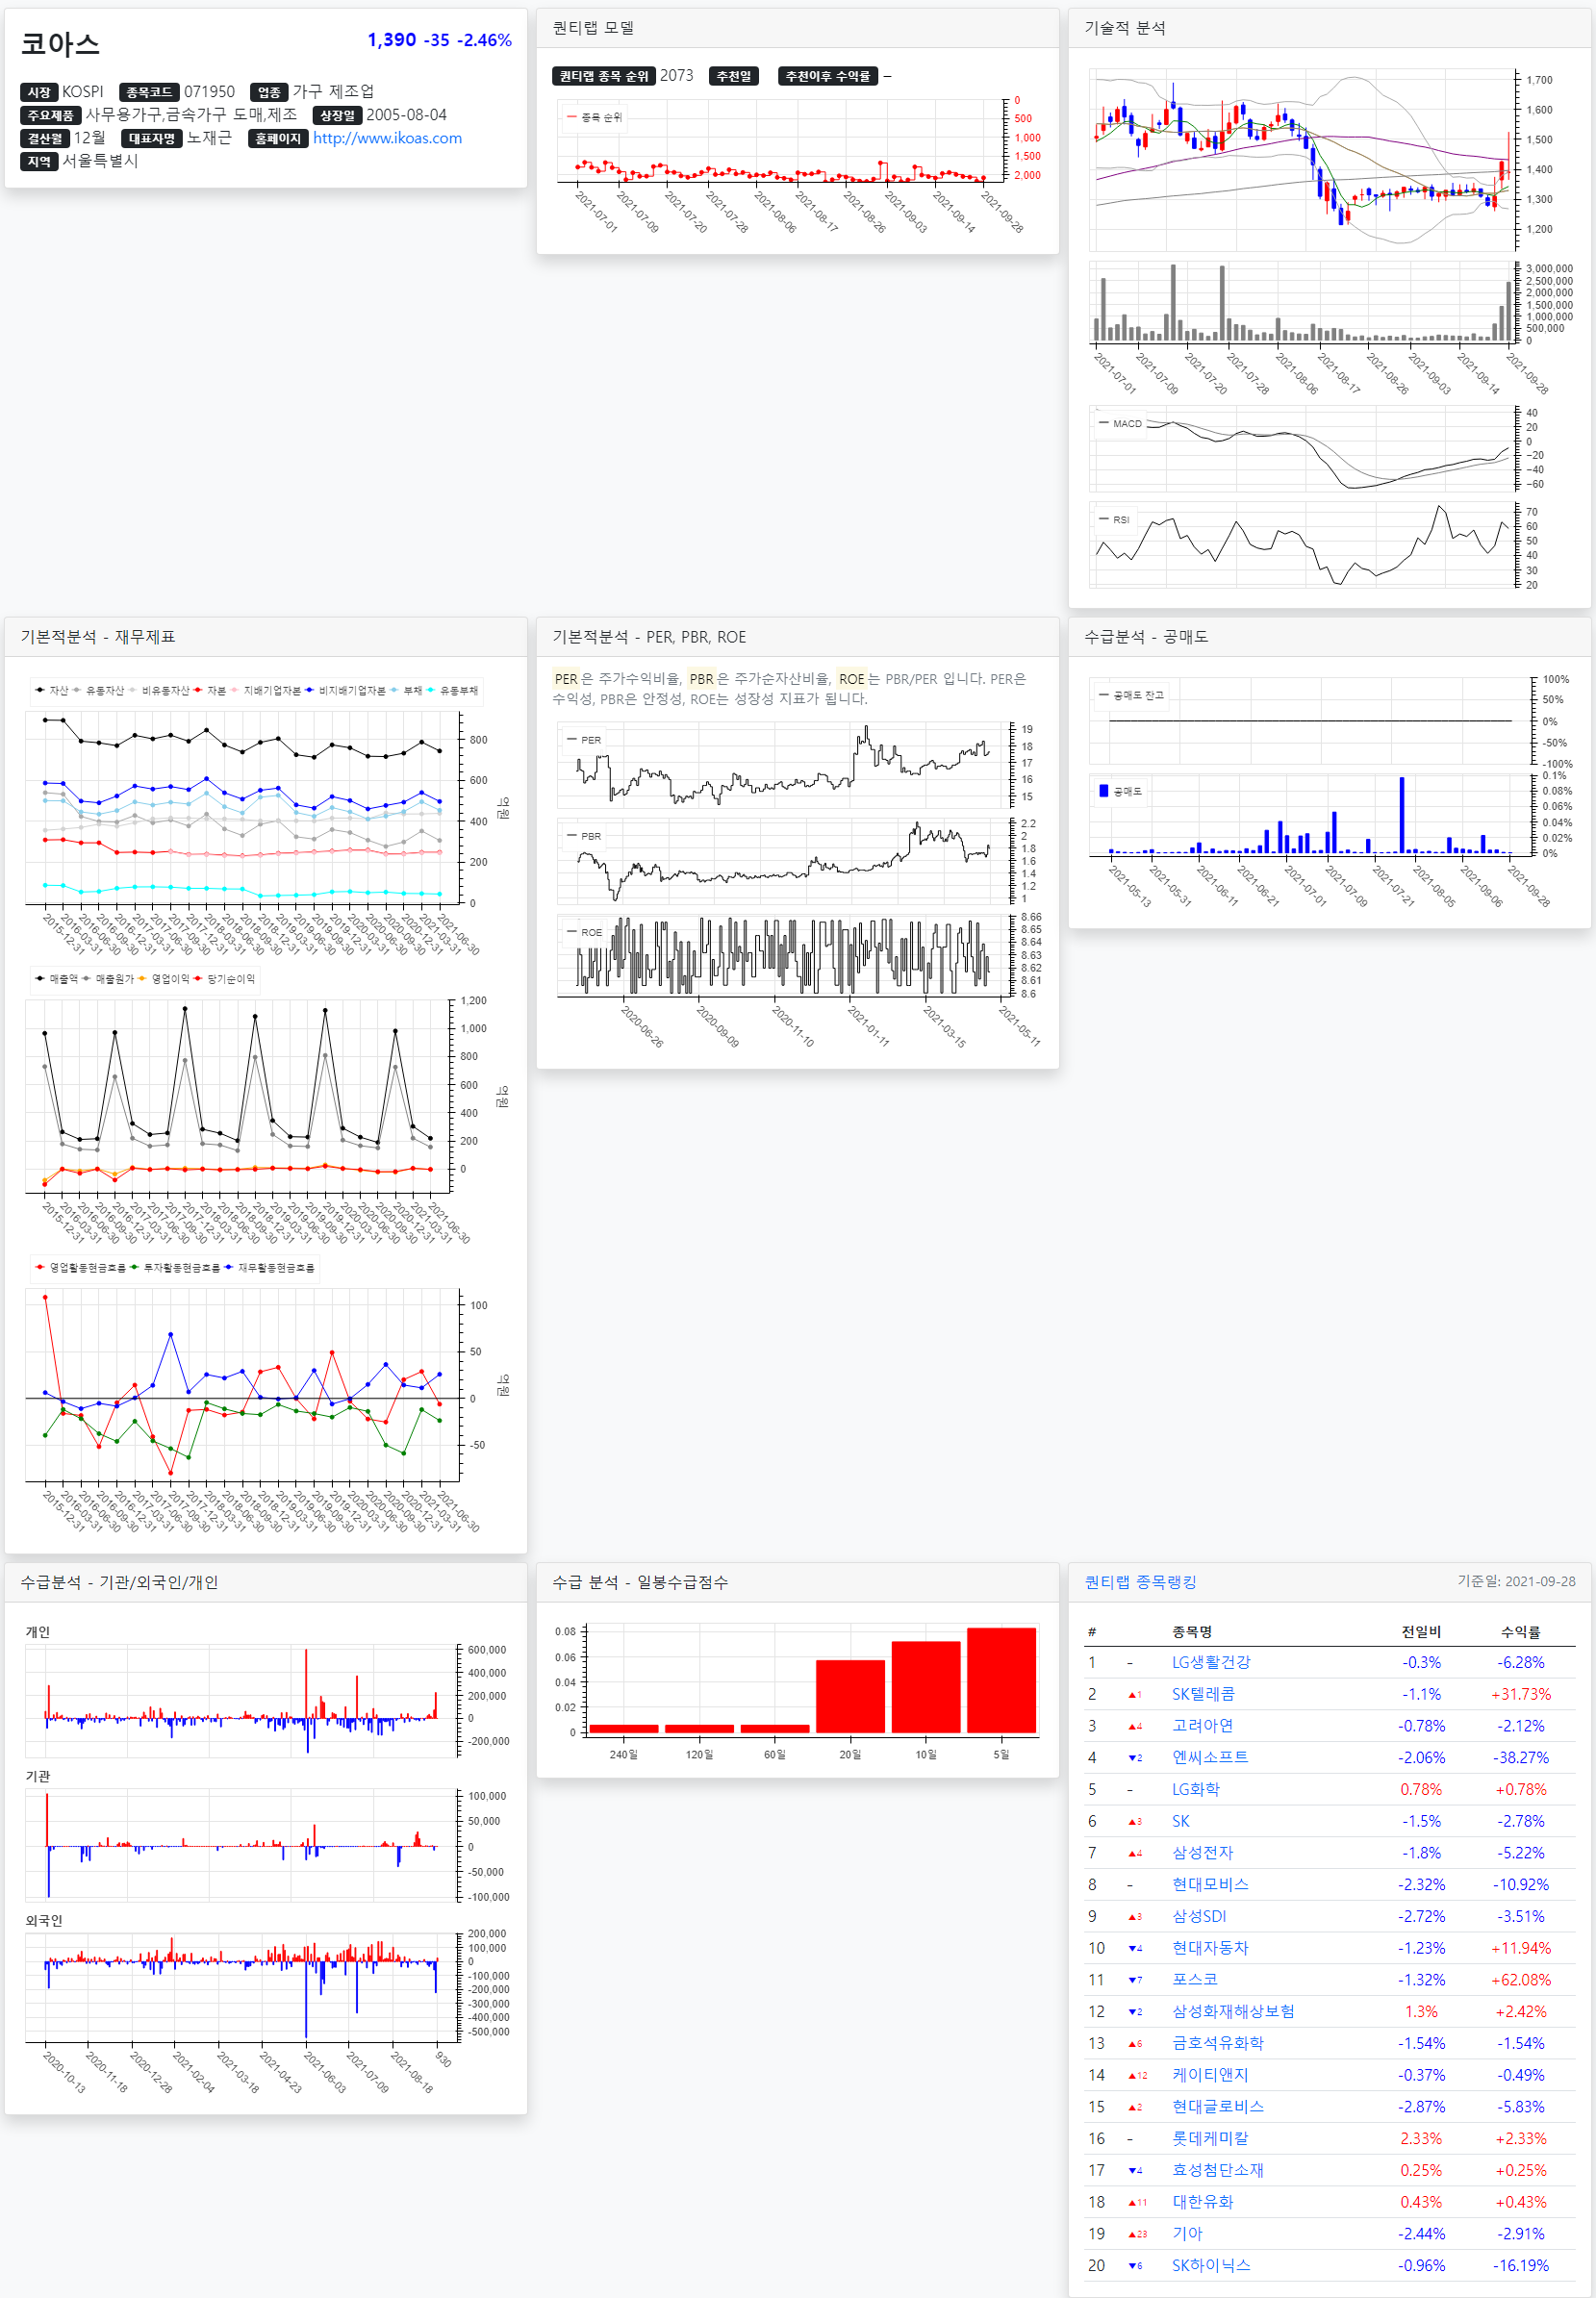 코아스
1,390 -35 -2.46%
시장 KOSPI 종목코드 071950 업종 가구 제조업
주요제품 사무용가구,금속가구 도매,제조 상장일 2005-08-04
결산월 12월 대표자명 노재근 홈페이지 http://www.ikoas.com
지역 서울특별시
퀀티랩 모델
퀀티랩 종목 순위 2073 추천일 추천이후 수익률 –
종목 순위
0
500
1,000
1,500
2,000
2021-07-01 2021-07-09 2021-07-20 2021-07-28 2021-08-06 2021-08-17 2021-08-26 2021-09-03 2021-09-14 2021-09-28
기술적 분석
1,700
1,600
1,500
1,400
1,300
1,200
3,000,000
2,500,000
2,000,000
1,500,000
1,000,000
500,000
0
2021-07-01 2021-07-09 2021-07-20 2021-07-28 2021-08-06 2021-08-17 2021-08-26 2021-09-03 2021-09-14 2021-09-28
MACD
40
20
0
−20
−40
−60
RSI
70
60
50
40
30
20
기본적분석 - 재무제표
자산 유동자산 비유동자산 자본 지배기업자본 비지배기업자본 부채 유동부채
800
600
400
200
0
억원
2015-12-31 2016-03-31 2016-06-30 2016-09-30 2016-12-31 2017-03-31 2017-06-30 2017-09-30 2017-12-31 2018-03-31 2018-06-30 2018-09-30 2018-12-31 2019-03-31 2019-06-30 2019-09-30 2019-12-31 2020-03-31 2020-06-30 2020-09-30 2020-12-31 2021-03-31 2021-06-30
매출액 매출원가 영업이익 당기순이익
1,200
1,000
800
600
400
200
0
억원
2015-12-31 2016-03-31 2016-06-30 2016-09-30 2016-12-31 2017-03-31 2017-06-30 2017-09-30 2017-12-31 2018-03-31 2018-06-30 2018-09-30 2018-12-31 2019-03-31 2019-06-30 2019-09-30 2019-12-31 2020-03-31 2020-06-30 2020-09-30 2020-12-31 2021-03-31 2021-06-30
영업활동현금흐름 투자활동현금흐름 재무활동현금흐름
100
50
0
-50
억원
2015-12-31 2016-03-31 2016-06-30 2016-09-30 2016-12-31 2017-03-31 2017-06-30 2017-09-30 2017-12-31 2018-03-31 2018-06-30 2018-09-30 2018-12-31 2019-03-31 2019-06-30 2019-09-30 2019-12-31 2020-03-31 2020-06-30 2020-09-30 2020-12-31 2021-03-31 2021-06-30
기본적분석 - PER, PBR, ROE
PER은 주가수익비율, PBR은 주가순자산비율, ROE는 PBR/PER 입니다. PER은
수익성, PBR은 안정성, ROE는 성장성 지표가 됩니다.
PER
19
18
17
16
15
PBR
2.2
2
1.8
1.6
1.4
1.2
1
ROE
8.66
8.65
8.64
8.63
8.62
8.61
8.6
2020-06-26 2020-09-09 2020-11-10 2021-01-11 2021-03-15 2021-05-11
수급분석 - 공매도
공매도 잔고
100%
50%
0%
-50%
-100%
공매도
0.1%
0.08%
0.06%
0.04%
0.02%
0%
2021-05-13 2021-05-31 2021-06-11 2021-06-21 2021-07-01 2021-07-09 2021-07-21 2021-08-05 2021-09-06 2021-09-28
수급분석 - 기관/외국인/개인
개인
600,000
400,000
200,000
0
-200,000
기관
100,000
50,000
0
-50,000
-100,000
외국인
200,000
100,000
0
-100,000
-200,000
-300,000
-400,000
-500,000
2020-10-13 2020-11-18 2020-12-28 2021-02-04 2021-03-18 2021-04-23 2021-06-03 2021-07-09 2021-08-18 930
수급 분석 - 일봉수급점수
0.08
0.06
0.04
0.02
0
240일 120일 60일 20일 10일 5일
퀀티랩 종목랭킹 기준일: 2021-09-28
# 종목명 전일비 수익률
1 - LG생활건강 -0.3% -6.28%
2 ▲1 SK텔레콤 -1.1% +31.73%
3 ▲4 고려아연 -0.78% -2.12%
4 ▼2 엔씨소프트 -2.06% -38.27%
5 - LG화학 0.78% +0.78%
6 ▲3 SK -1.5% -2.78%
7 ▲4 삼성전자 -1.8% -5.22%
8 - 현대모비스 -2.32% -10.92%
9 ▲3 삼성SDI -2.72% -3.51%
10 ▼4 현대자동차 -1.23% +11.94%
11 ▼7 포스코 -1.32% +62.08%
12 ▼2 삼성화재해상보험 1.3% +2.42%
13 ▲6 금호석유화학 -1.54% -1.54%
14 ▲12 케이티앤지 -0.37% -0.49%
15 ▲2 현대글로비스 -2.87% -5.83%
16 - 롯데케미칼 2.33% +2.33%
17 ▼4 효성첨단소재 0.25% +0.25%
18 ▲11 대한유화 0.43% +0.43%
19 ▲23 기아 -2.44% -2.91%
20 ▼6 SK하이닉스 -0.96% -16.19%